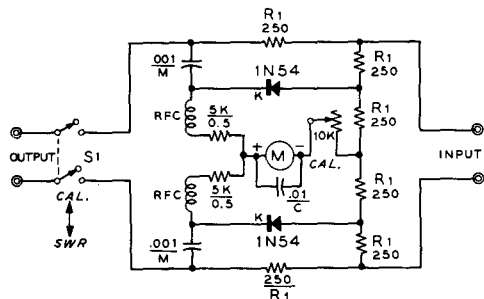 R1
250
.001
M
1N54
K
R1
250
RFC
5K
0.5
R1
250
10K
+
M
-
CAL.
OUTPUT
S1
INPUT
5K
0.5
.01
C
RFC
CAL.
SWR
K
1N54
R1
250
.001
M
R1
250
250
R1